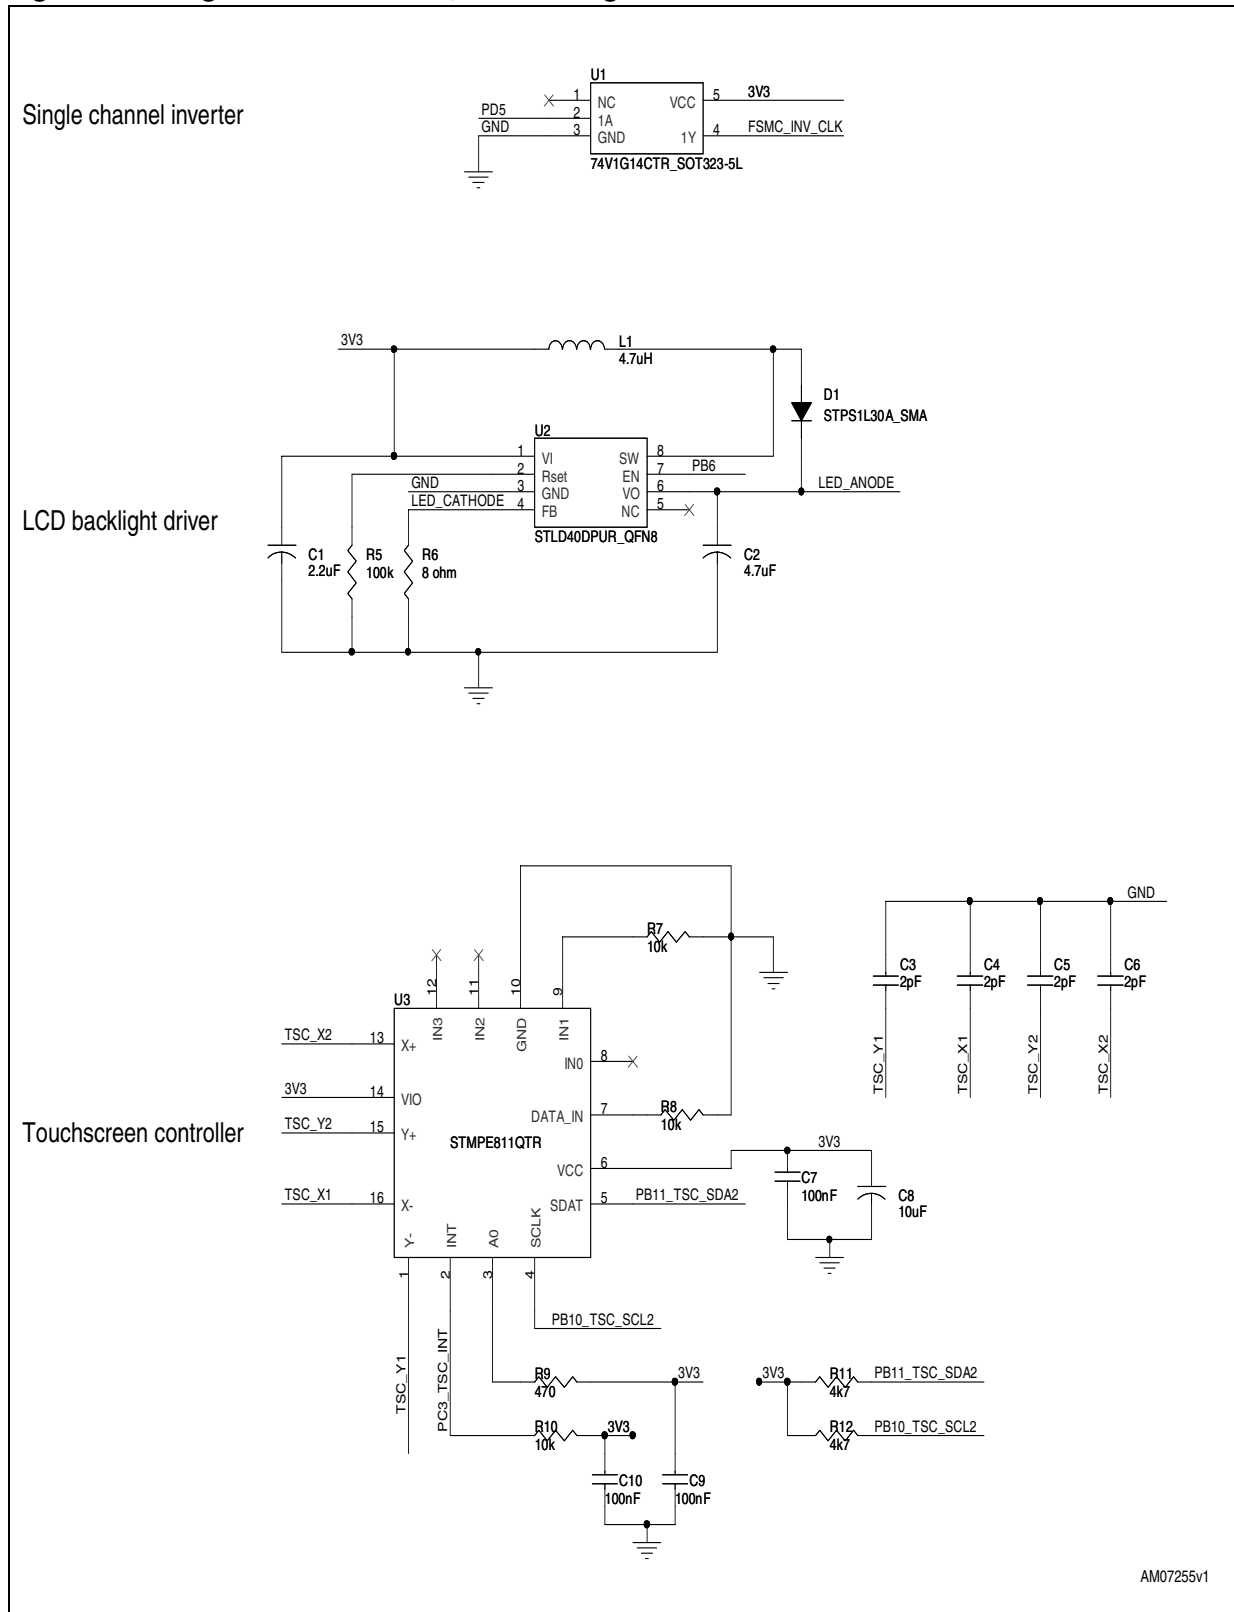 U1
Single channel inverter
1 NC VCC 5 3V3
PD5 2 1A
GND 3 GND 1Y 4 FSMC_INV_CLK
74V1G14CTR_SOT323-5L
3V3
L1
4.7uH
D1
STPS1L30A_SMA
U2
1 VI SW 8
2 Rset EN 7 PB6
GND 3 GND VO 6 LED_ANODE
LED_CATHODE 4 FB NC 5
LCD backlight driver
STLD40DPUR_QFN8
C1
2.2uF
R5
100k
R6
8 ohm
C2
4.7uF
GND
R7
10k
C3
2pF
C4
2pF
C5
2pF
C6
2pF
12 11 10 9
U3
IN3 IN2 GND IN1
TSC_X2 13 X+
IN0 8
TSC_Y1 TSC_X1 TSC_Y2 TSC_X2
3V3 14 VIO
R8
10k
DATA_IN 7
Touchscreen controller
TSC_Y2 15 Y+
STMPE811QTR
3V3
VCC 6
C7
100nF
C8
10uF
TSC_X1 16 X-
SDAT 5 PB11_TSC_SDA2
Y- INT A0 SCLK
1 2 3 4
PB10_TSC_SCL2
TSC_Y1
PC3_TSC_INT
R9
470
3V3
3V3
R11
4k7
PB11_TSC_SDA2
R10
10k
3V3
R12
4k7
PB10_TSC_SCL2
C10
100nF
C9
100nF
AM07255v1